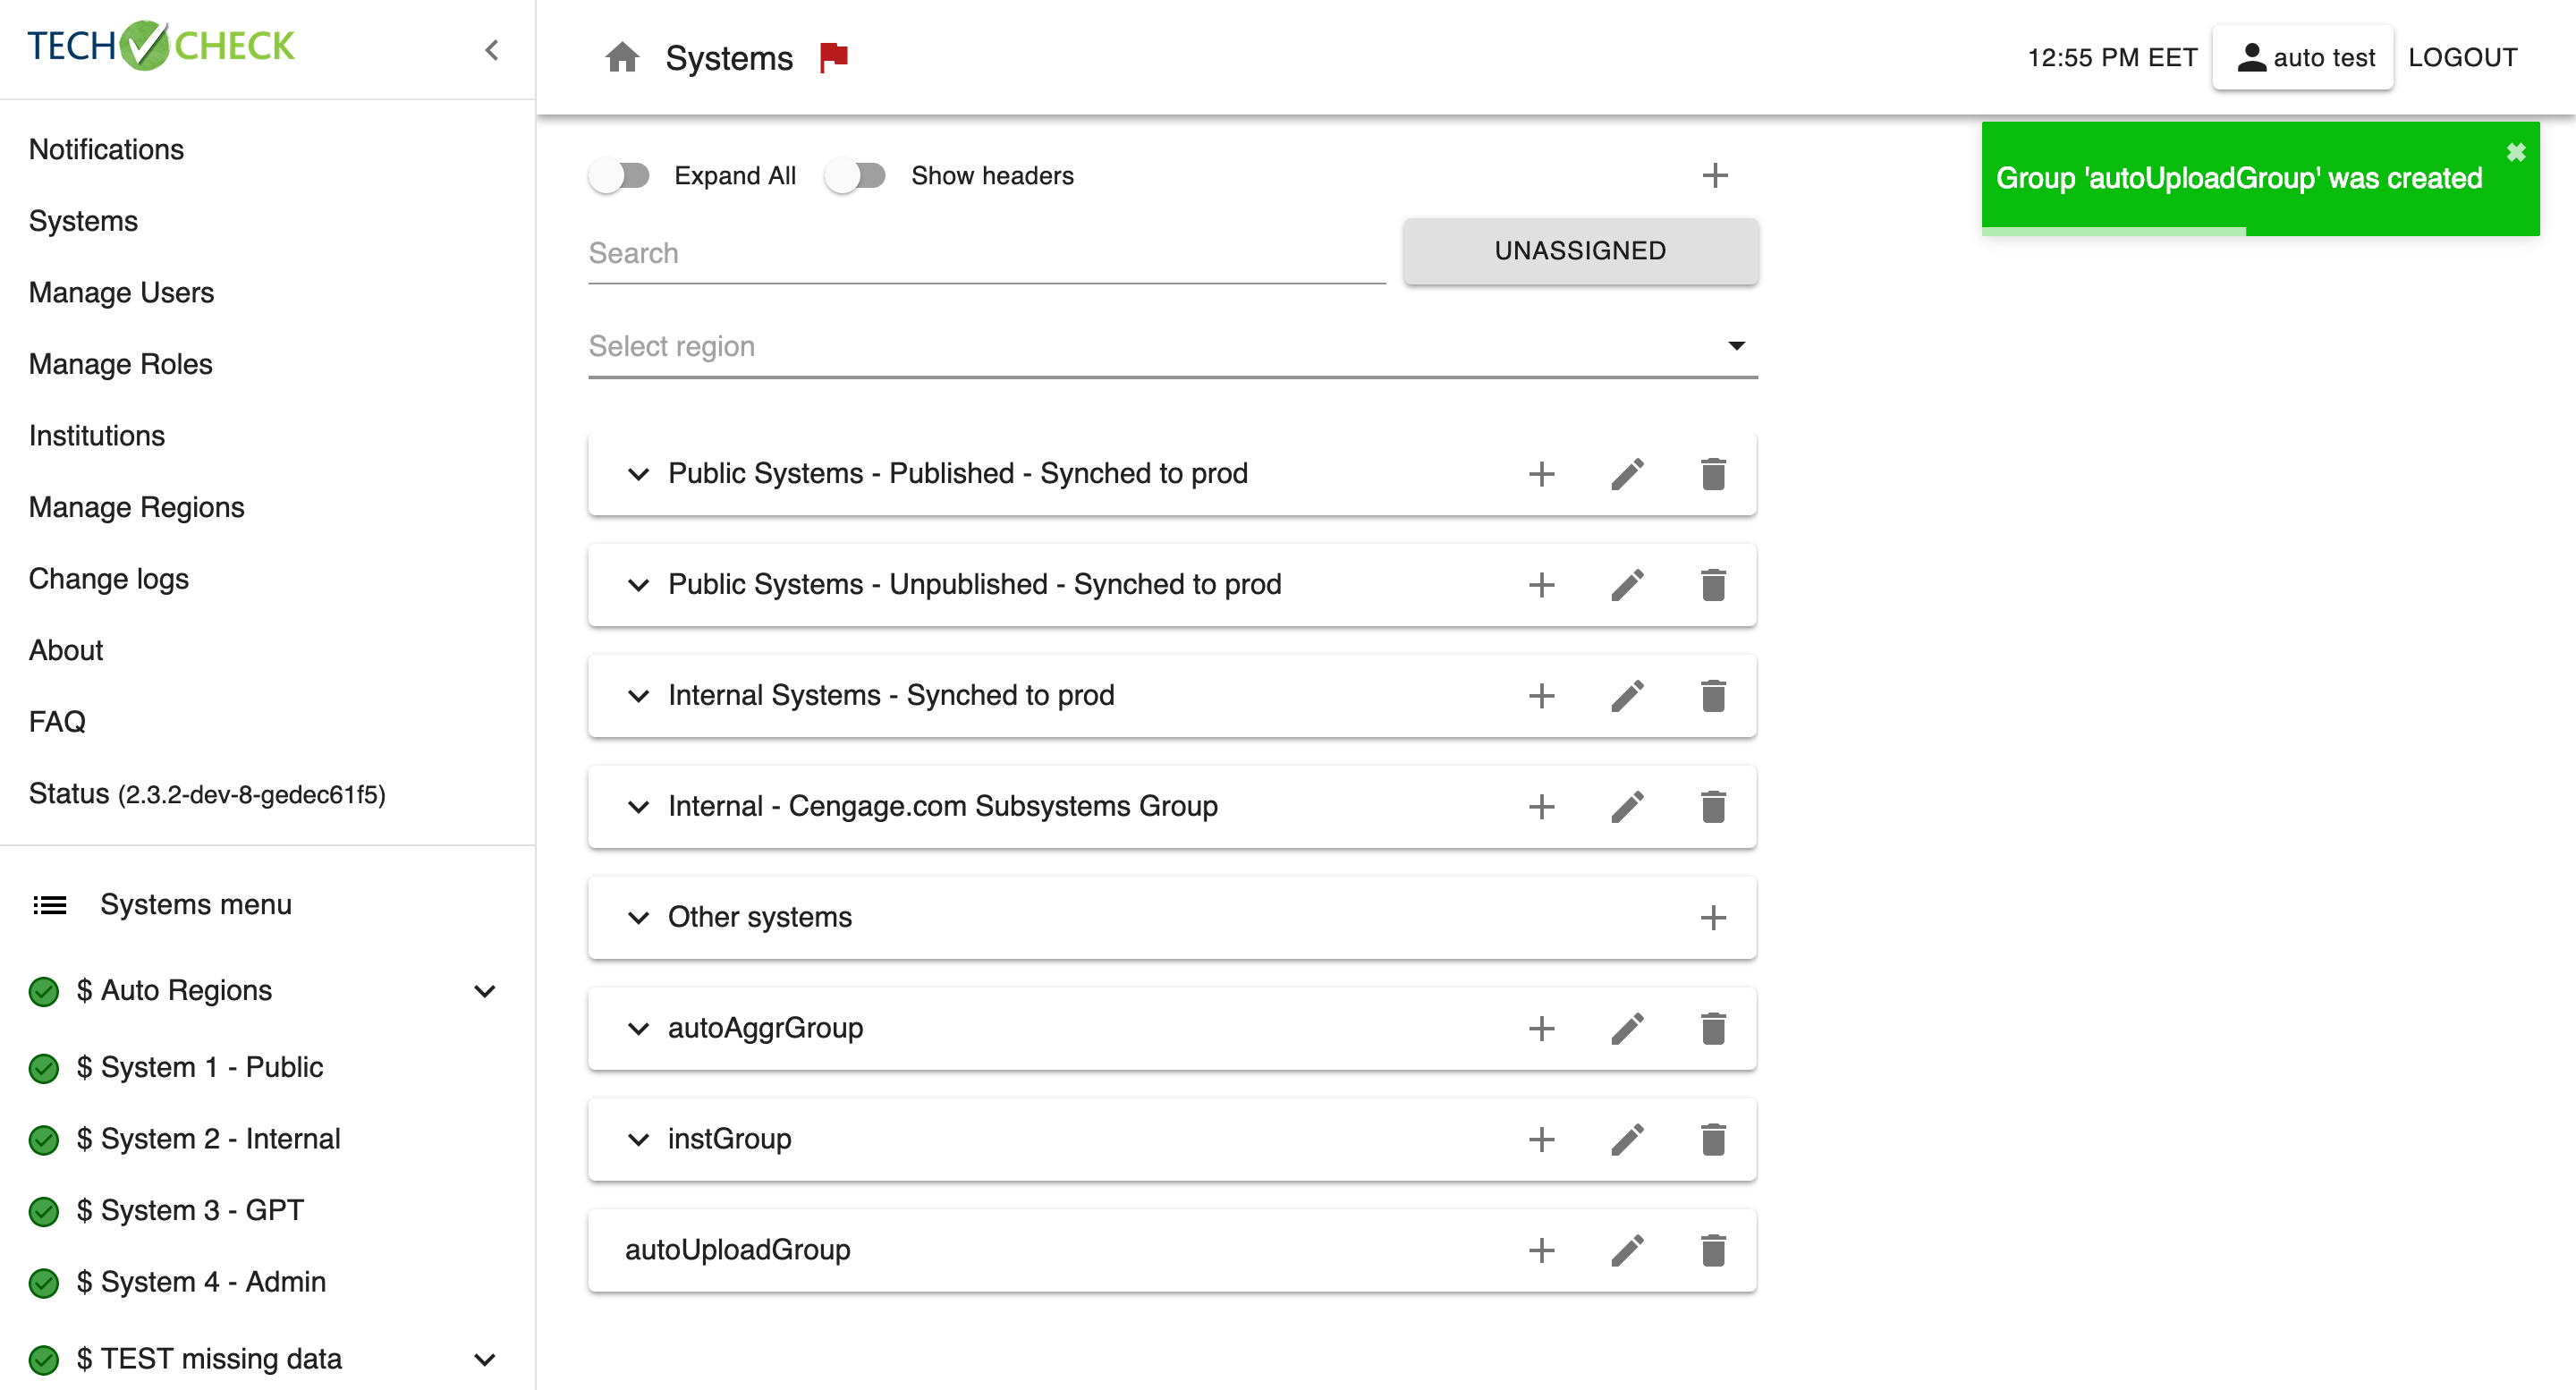 TECH CHECK
Notifications
Systems
Manage Users
Manage Roles
Institutions
Manage Regions
Change logs
About
FAQ
Status (2.3.2-dev-8-gedec61f5)
Systems menu
$ Auto Regions
$ System 1 - Public
$ System 2 - Internal
$ System 3 - GPT
$ System 4 - Admin
$ TEST missing data
Systems
12:55 PM EET
auto test
LOGOUT
Expand All
Show headers
Search
UNASSIGNED
Select region
Public Systems - Published - Synched to prod
Public Systems - Unpublished - Synched to prod
Internal Systems - Synched to prod
Internal - Cengage.com Subsystems Group
Other systems
autoAggrGroup
instGroup
autoUploadGroup
Group 'autoUploadGroup' was created